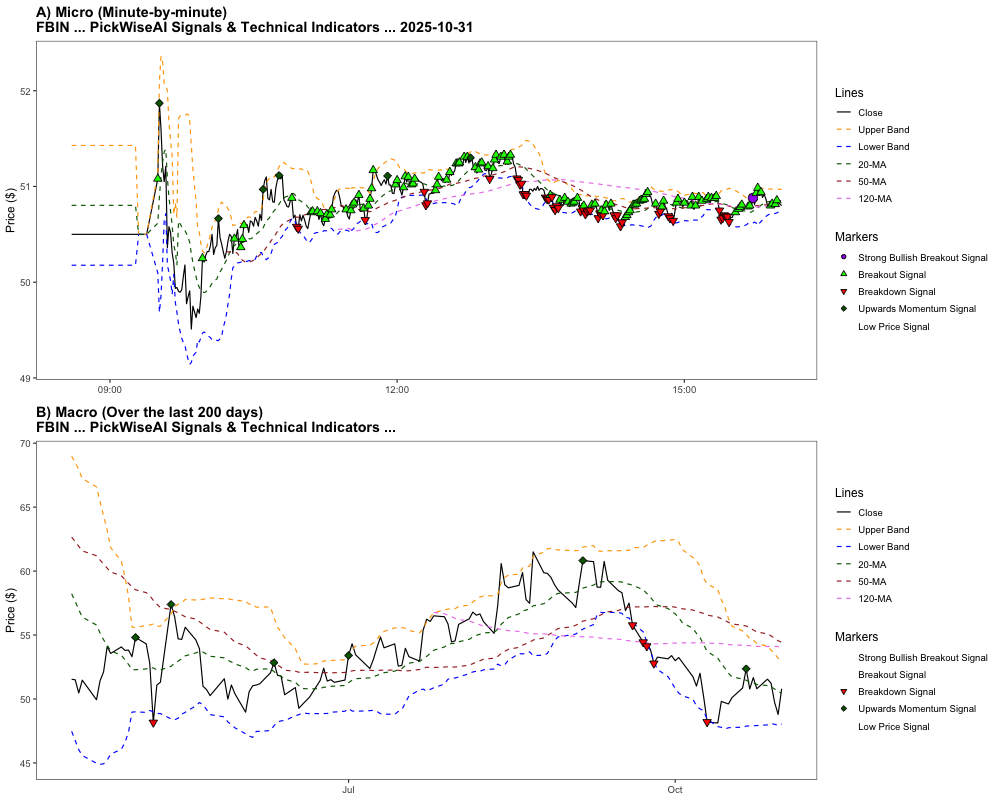 A) Micro (Minute-by-minute)
FBIN ... PickWiseAI Signals & Technical Indicators ... 2025-10-31
Price ($)
52
51
50
49
09:00
12:00
15:00
Lines
Close
Upper Band
Lower Band
20-MA
50-MA
120-MA
Markers
Strong Bullish Breakout Signal
Breakout Signal
Breakdown Signal
Upwards Momentum Signal
Low Price Signal
B) Macro (Over the last 200 days)
FBIN ... PickWiseAI Signals & Technical Indicators ...
Price ($)
70
65
60
55
50
45
Jul
Oct
Lines
Close
Upper Band
Lower Band
20-MA
50-MA
120-MA
Markers
Strong Bullish Breakout Signal
Breakout Signal
Breakdown Signal
Upwards Momentum Signal
Low Price Signal